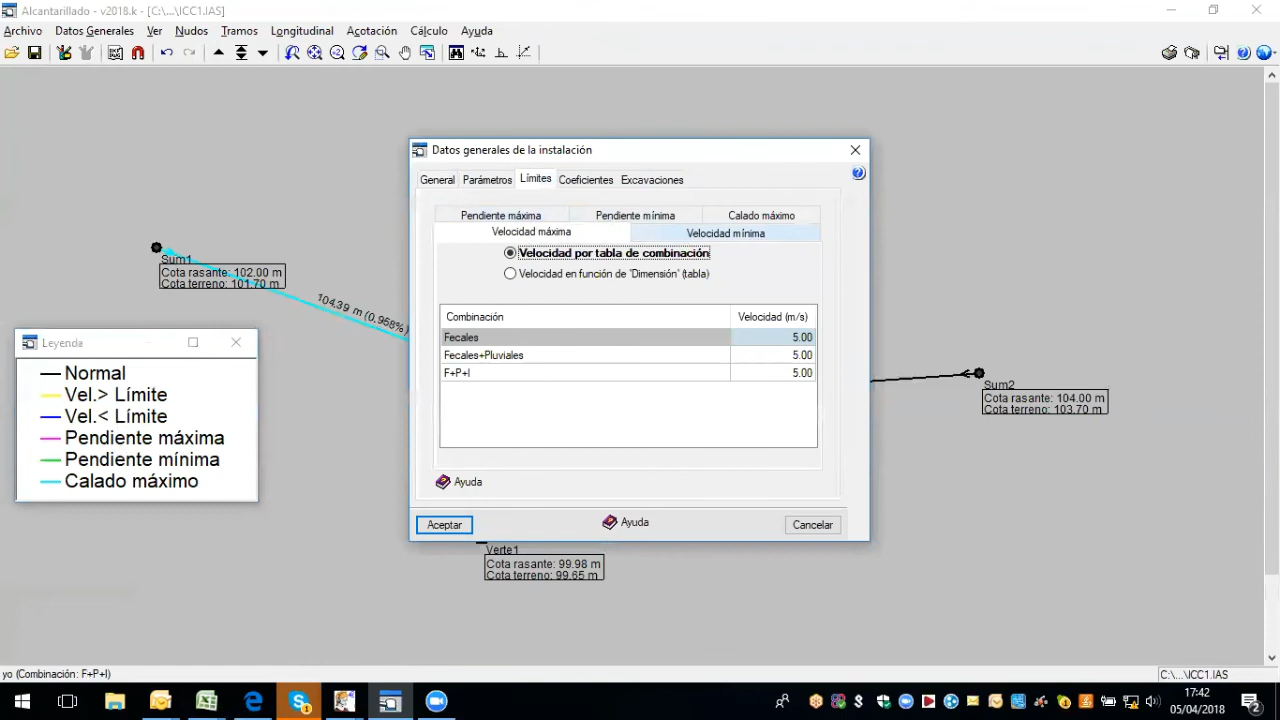 Alcantarillado - v2018.k - [C:\...\ICC1.IAS]
Archivo Datos Generales Ver Nudos Tramos Longitudinal Acotación Cálculo Ayuda
Datos generales de la instalación
General Parámetros Límites Coeficientes Excavaciones
Pendiente máxima Pendiente mínima Calado máximo
Velocidad máxima Velocidad mínima
Velocidad por tabla de combinación
Velocidad en función de 'Dimensión' (tabla)
Combinación Velocidad (m/s)
Fecales 5.00
Fecales+Pluviales 5.00
F+P+I 5.00
Ayuda
Aceptar Ayuda Cancelar
Sum1
Cota rasante: 102.00 m
Cota terreno: 101.70 m
104.39 m (0.968%)
Leyenda
Normal
Vel.> Límite
Vel.< Límite
Pendiente máxima
Pendiente mínima
Calado máximo
Sum2
Cota rasante: 104.00 m
Cota terreno: 103.70 m
Verte1
Cota rasante: 99.98 m
Cota terreno: 99.65 m
yo (Combinación: F+P+I) C:\...\ICC1.IAS
17:42
05/04/2018